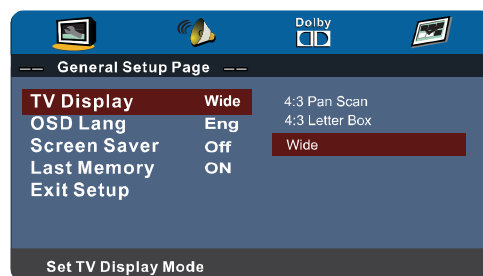 Dolby
General Setup Page
TV Display Wide 4:3 Pan Scan
OSD Lang Eng 4:3 Letter Box
Screen Saver Off Wide
Last Memory ON
Exit Setup
Set TV Display Mode